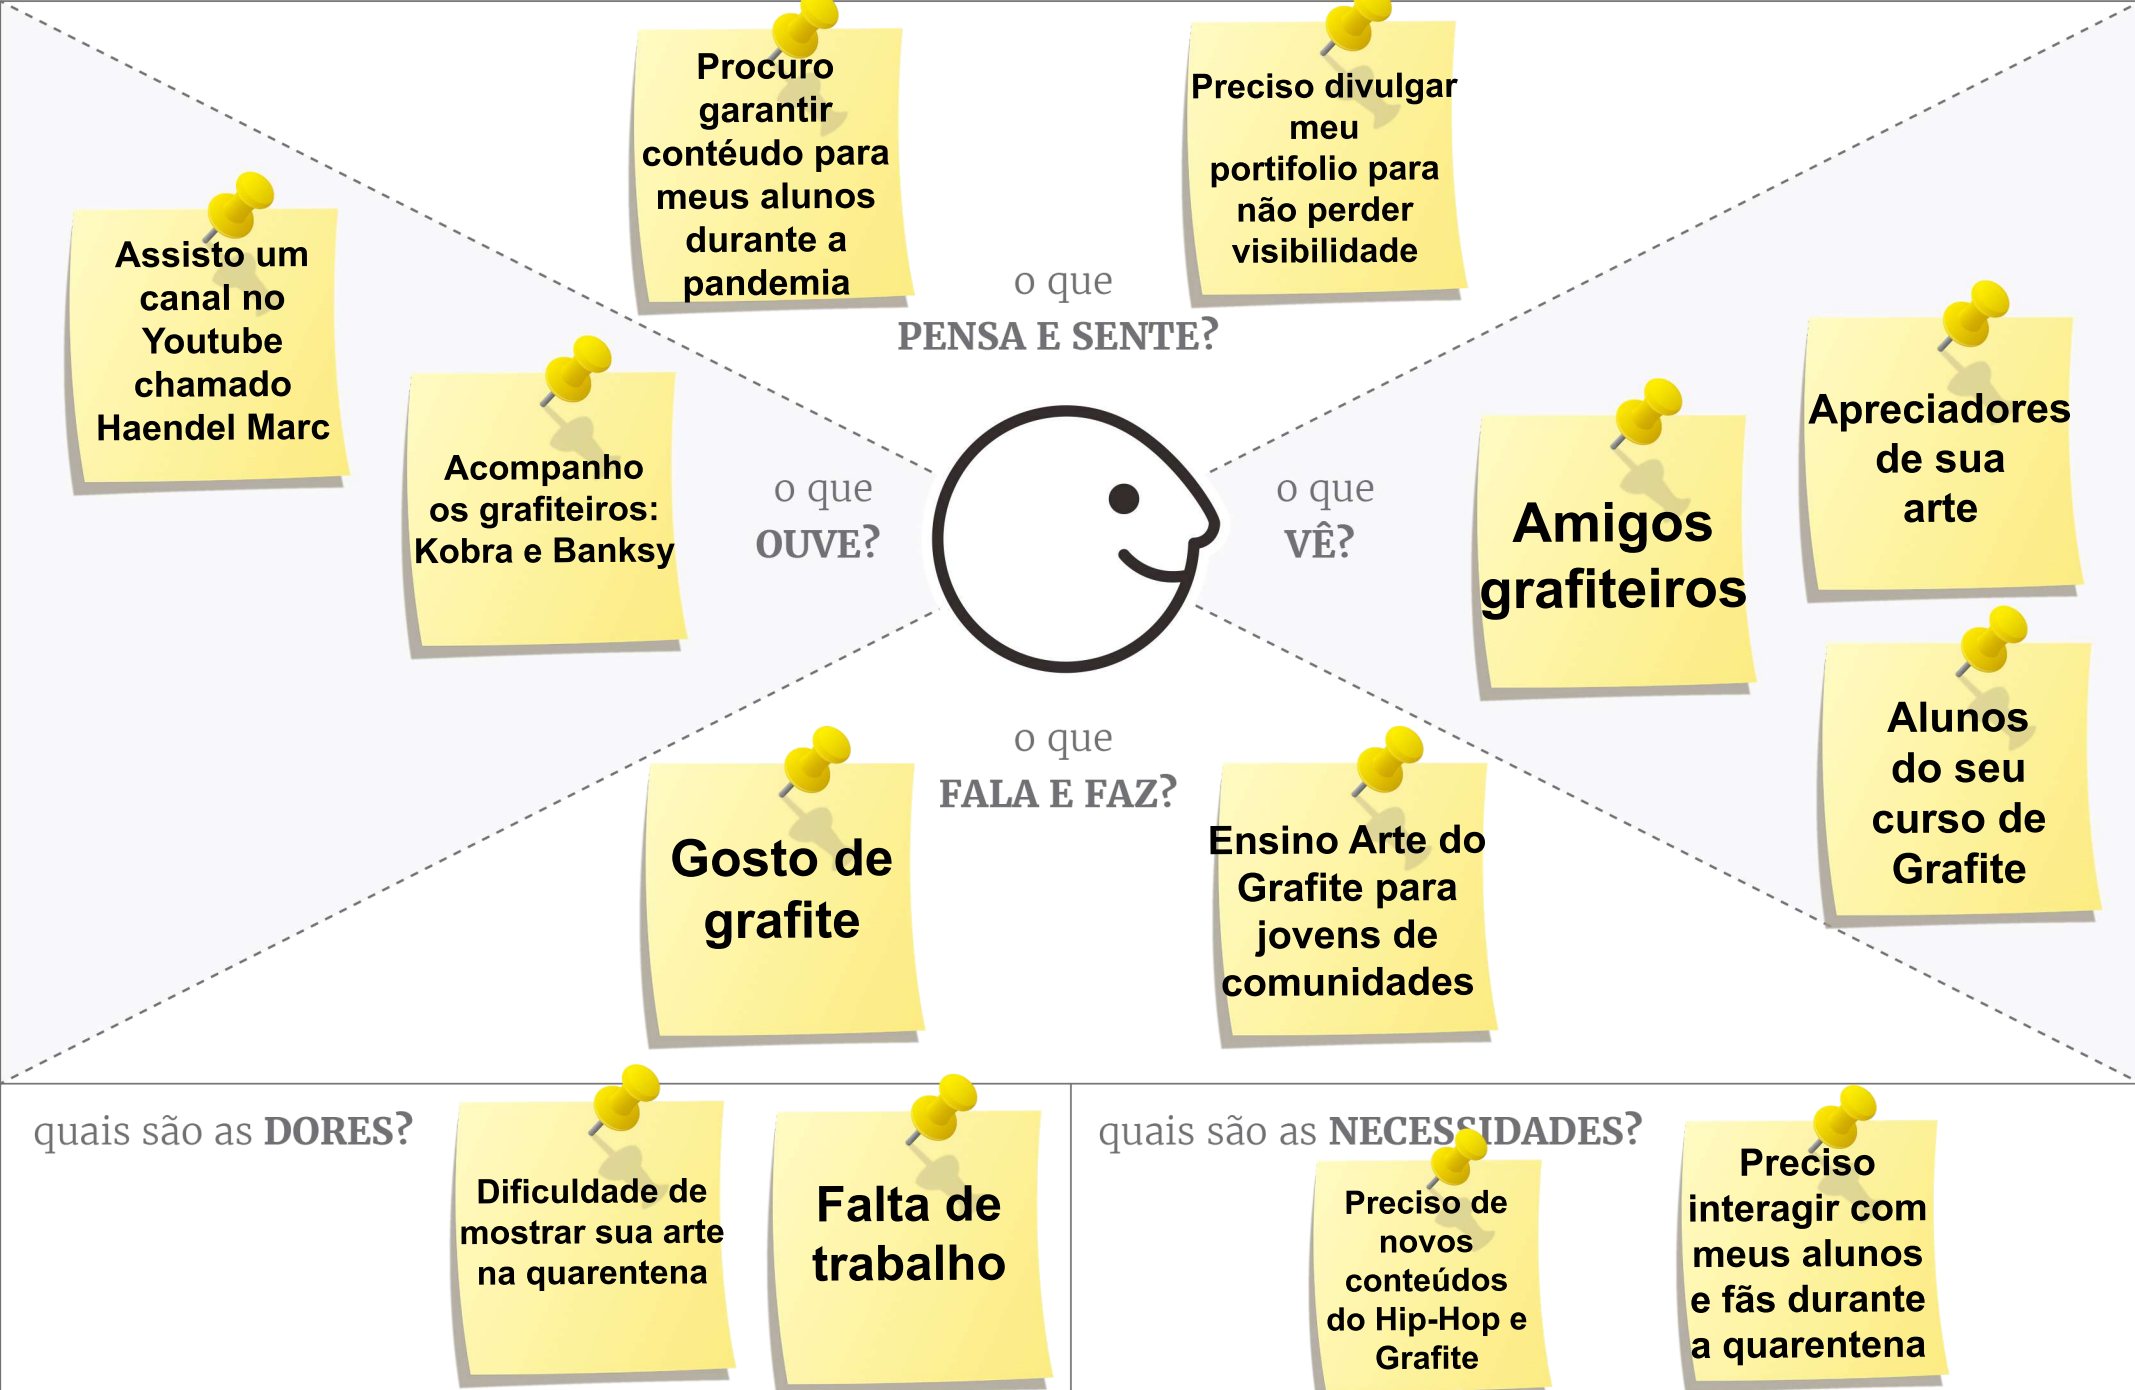 Procuro
garantir
contéudo para
meus alunos
durante a
pandemia
Preciso divulgar
meu
portifolio para
não perder
visibilidade
o que
PENSA E SENTE?
Assisto um
canal no
Youtube
chamado
Haendel Marc
Acompanho
os grafiteiros:
Kobra e Banksy
o que
OUVE?
o que
VÊ?
Amigos
grafiteiros
Apreciadores
de sua
arte
Alunos
do seu
curso de
Grafite
o que
FALA E FAZ?
Gosto de
grafite
Ensino Arte do
Grafite para
jovens de
comunidades
quais são as DORES?
Dificuldade de
mostrar sua arte
na quarentena
Falta de
trabalho
quais são as NECESSIDADES?
Preciso de
novos
conteúdos
do Hip-Hop e
Grafite
Preciso
interagir com
meus alunos
e fãs durante
a quarentena